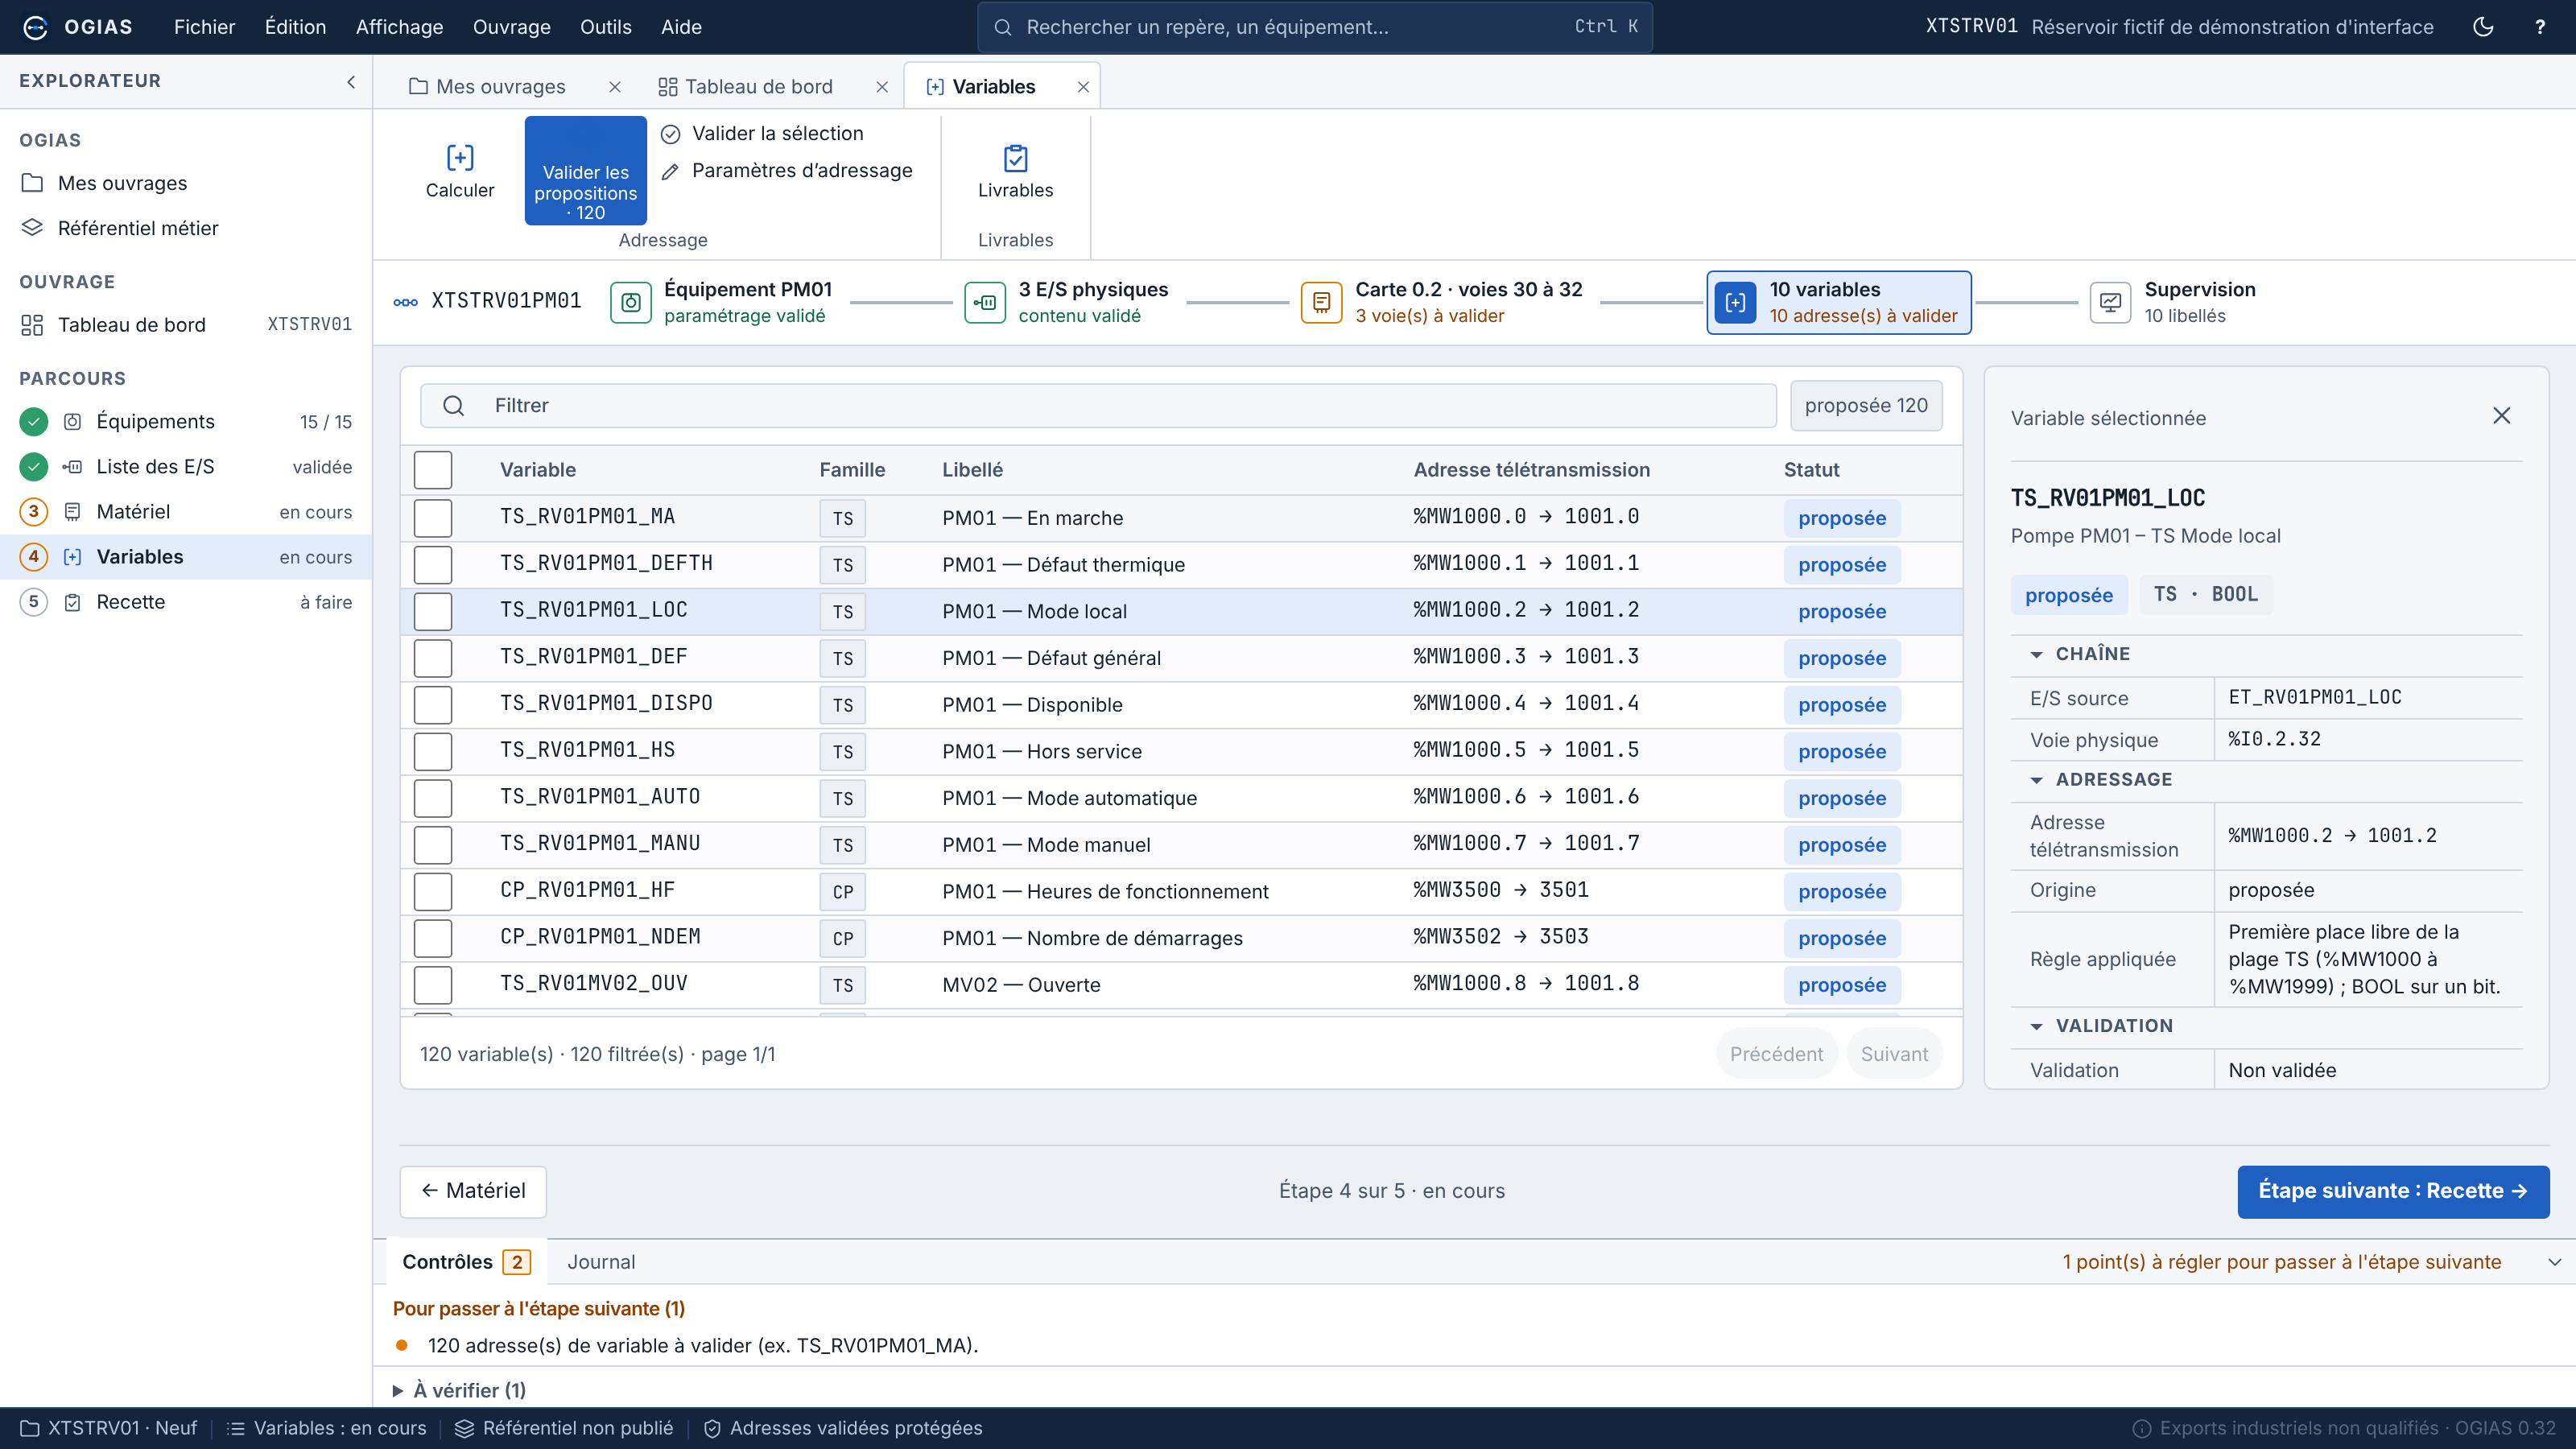 OGIAS Fichier Édition Affichage Ouvrage Outils Aide Rechercher un repère, un équipement... Ctrl K XTSTRV01 Réservoir fictif de démonstration d'interface ?
EXPLORATEUR
Mes ouvrages Tableau de bord Variables
OGIAS
Mes ouvrages
Référentiel métier
OUVRAGE
Tableau de bord XTSTRV01
PARCOURS
Équipements 15 / 15
Liste des E/S validée
3 Matériel en cours
4 Variables en cours
5 Recette à faire
Calculer
Valider les
propositions
· 120
Valider la sélection
Paramètres d’adressage
Adressage
Livrables
Livrables
XTSTRV01PM01
Équipement PM01
paramétrage validé
3 E/S physiques
contenu validé
Carte 0.2 · voies 30 à 32
3 voie(s) à valider
10 variables
10 adresse(s) à valider
Supervision
10 libellés
Filtrer proposée 120
Variable Famille Libellé Adresse télétransmission Statut
TS_RV01PM01_MA TS PM01 — En marche %MW1000.0 → 1001.0 proposée
TS_RV01PM01_DEFTH TS PM01 — Défaut thermique %MW1000.1 → 1001.1 proposée
TS_RV01PM01_LOC TS PM01 — Mode local %MW1000.2 → 1001.2 proposée
TS_RV01PM01_DEF TS PM01 — Défaut général %MW1000.3 → 1001.3 proposée
TS_RV01PM01_DISPO TS PM01 — Disponible %MW1000.4 → 1001.4 proposée
TS_RV01PM01_HS TS PM01 — Hors service %MW1000.5 → 1001.5 proposée
TS_RV01PM01_AUTO TS PM01 — Mode automatique %MW1000.6 → 1001.6 proposée
TS_RV01PM01_MANU TS PM01 — Mode manuel %MW1000.7 → 1001.7 proposée
CP_RV01PM01_HF CP PM01 — Heures de fonctionnement %MW3500 → 3501 proposée
CP_RV01PM01_NDEM CP PM01 — Nombre de démarrages %MW3502 → 3503 proposée
TS_RV01MV02_OUV TS MV02 — Ouverte %MW1000.8 → 1001.8 proposée
120 variable(s) · 120 filtrée(s) · page 1/1 Précédent Suivant
Variable sélectionnée
TS_RV01PM01_LOC
Pompe PM01 – TS Mode local
proposée TS · BOOL
CHAÎNE
E/S source ET_RV01PM01_LOC
Voie physique %I0.2.32
ADRESSAGE
Adresse
télétransmission %MW1000.2 → 1001.2
Origine proposée
Règle appliquée Première place libre de la
plage TS (%MW1000 à
%MW1999) ; BOOL sur un bit.
VALIDATION
Validation Non validée
← Matériel Étape 4 sur 5 · en cours Étape suivante : Recette →
Contrôles 2 Journal 1 point(s) à régler pour passer à l'étape suivante
Pour passer à l'étape suivante (1)
120 adresse(s) de variable à valider (ex. TS_RV01PM01_MA).
À vérifier (1)
XTSTRV01 · Neuf Variables : en cours Référentiel non publié Adresses validées protégées Exports industriels non qualifiés · OGIAS 0.32